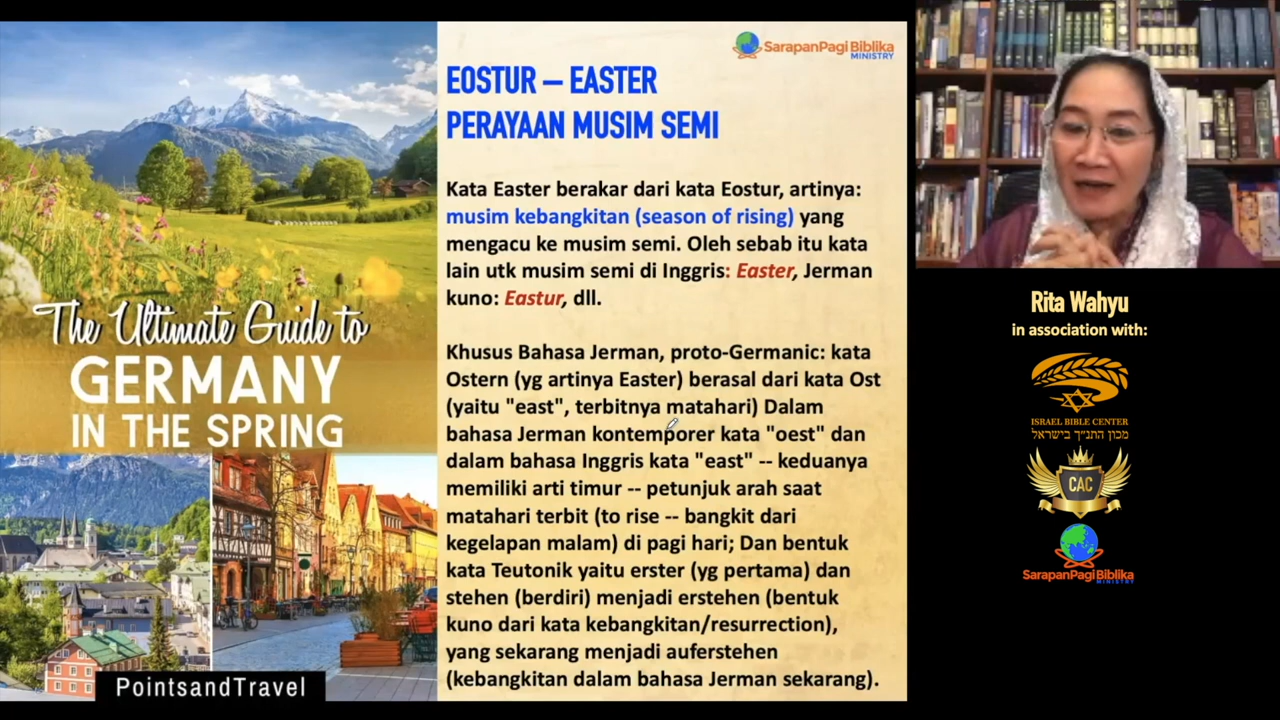 SarapanPagi Biblika
MINISTRY
EOSTUR – EASTER
PERAYAAN MUSIM SEMI
Kata Easter berakar dari kata Eostur, artinya:
musim kebangkitan (season of rising) yang
mengacu ke musim semi. Oleh sebab itu kata
lain utk musim semi di Inggris: Easter, Jerman
kuno: Eastur, dll.
Khusus Bahasa Jerman, proto-Germanic: kata
Ostern (yg artinya Easter) berasal dari kata Ost
(yaitu "east", terbitnya matahari) Dalam
bahasa Jerman kontemporer kata "oest" dan
dalam bahasa Inggris kata "east" -- keduanya
memiliki arti timur -- petunjuk arah saat
matahari terbit (to rise -- bangkit dari
kegelapan malam) di pagi hari; Dan bentuk
kata Teutonik yaitu erster (yg pertama) dan
stehen (berdiri) menjadi erstehen (bentuk
kuno dari kata kebangkitan/resurrection),
yang sekarang menjadi auferstehen
(kebangkitan dalam bahasa Jerman sekarang).
The Ultimate Guide to
GERMANY
IN THE SPRING
PointsandTravel
Rita Wahyu
in association with:
ISRAEL BIBLE CENTER
מכון התנ״ך בישראל
CAC
SarapanPagi Biblika
MINISTRY